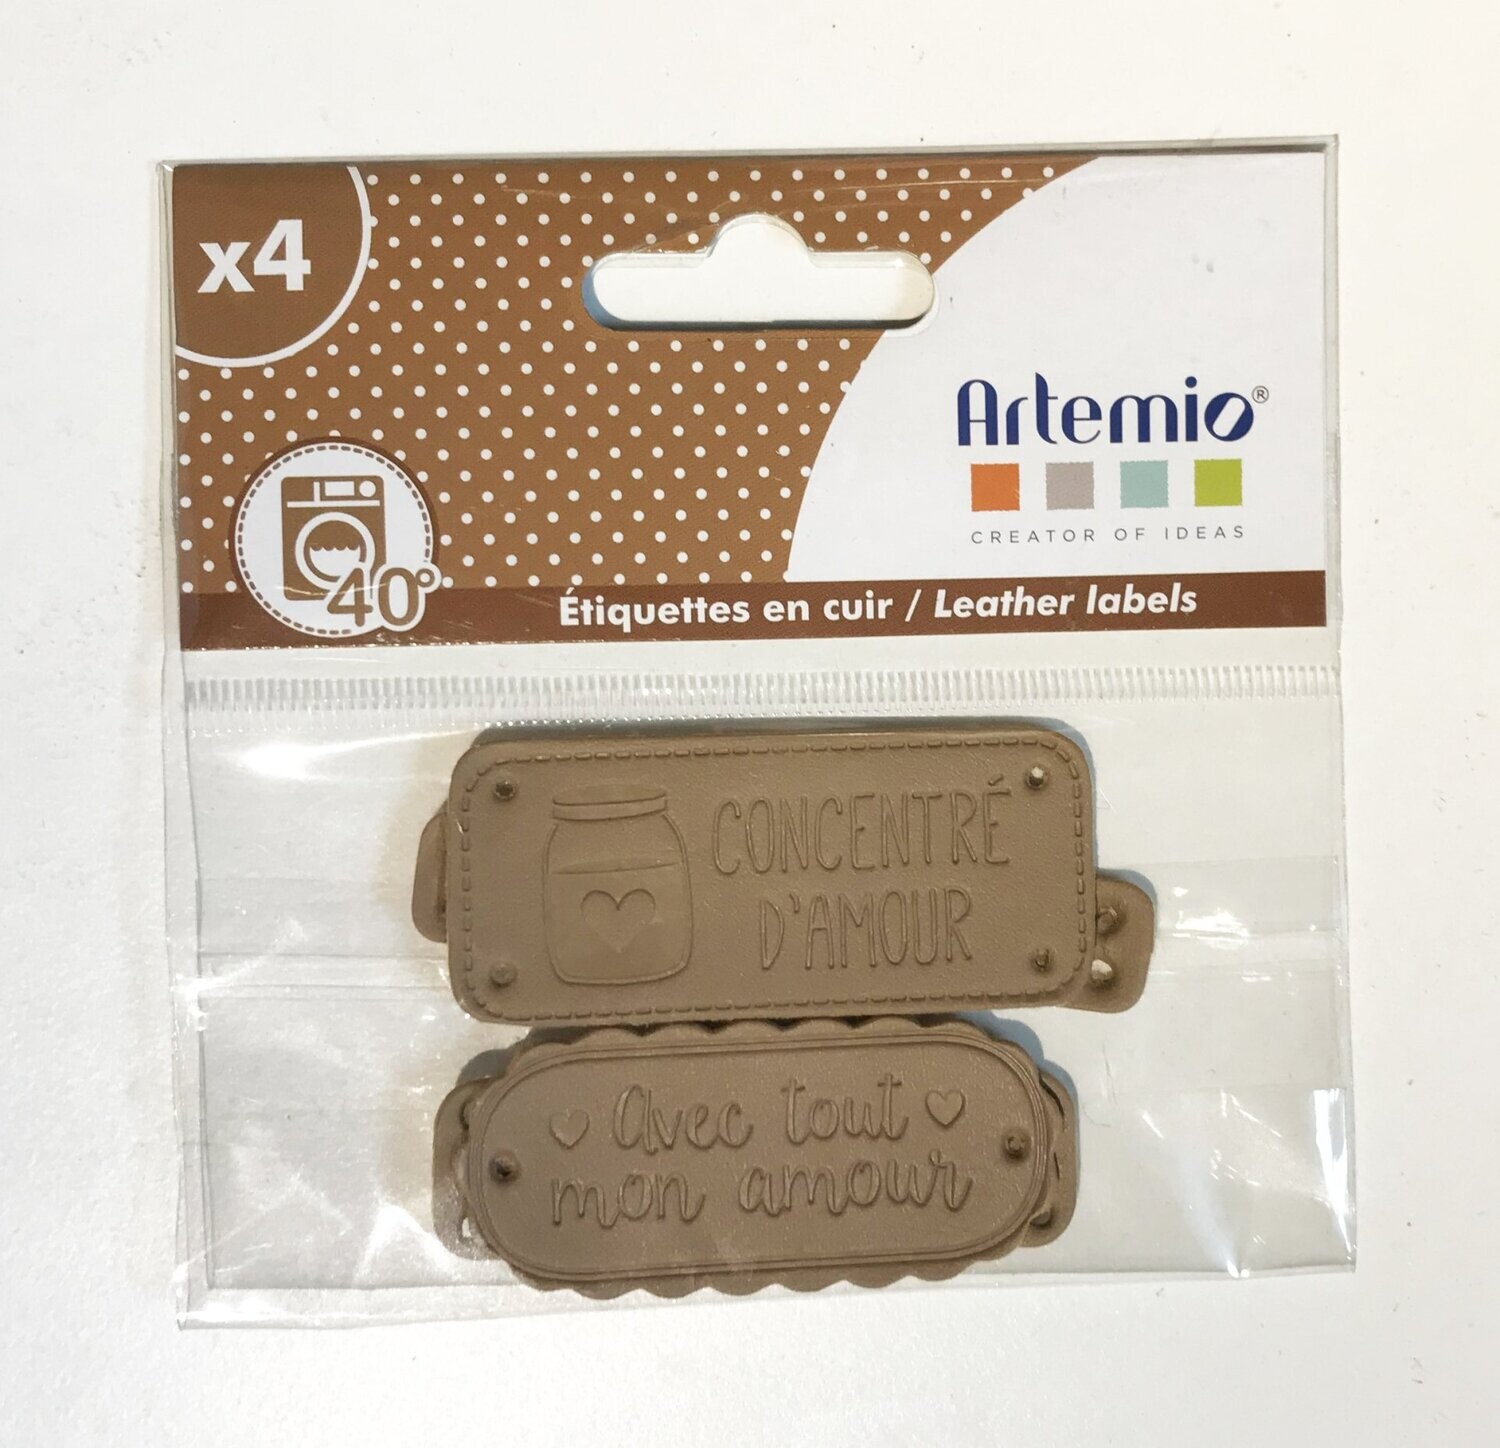 x4
Artemio®
CREATOR OF IDEAS
40°
Étiquettes en cuir / Leather labels
CONCENTRÉ
D'AMOUR
Avec tout
mon amour